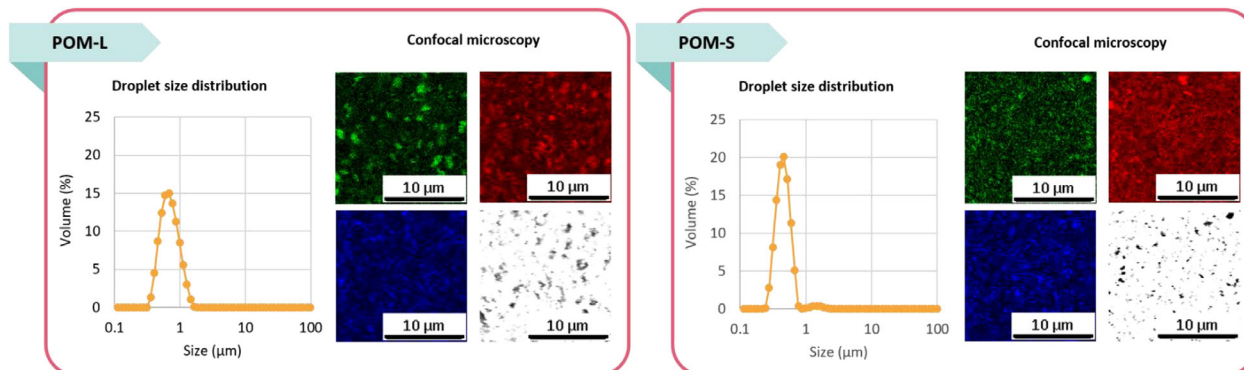 POM-L
Confocal microscopy
Droplet size distribution
25
20
15
10
5
0
Volume (%)
0.1 1 10 100
Size (µm)
10 µm
10 µm
10 µm
10 µm
POM-S
Confocal microscopy
Droplet size distribution
25
20
15
10
5
0
Volume (%)
0.1 1 10 100
Size (µm)
10 µm
10 µm
10 µm
10 µm